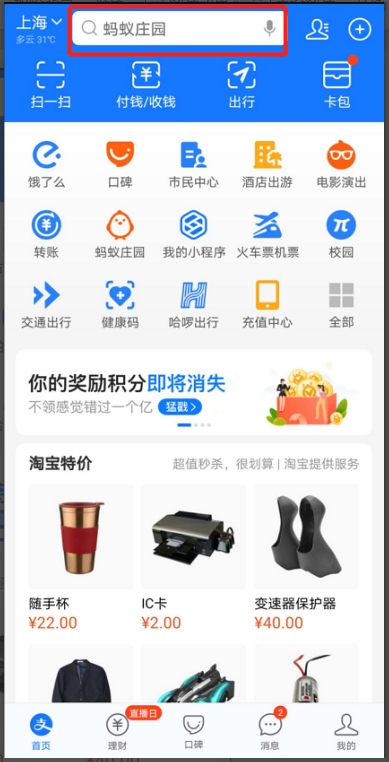 上海
多云 31℃
蚂蚁庄园
扫一扫 付钱/收钱 出行 卡包
饿了么 口碑 市民中心 酒店出游 电影演出
转账 蚂蚁庄园 我的小程序 火车票机票 校园
交通出行 健康码 哈啰出行 充值中心 全部
你的奖励积分即将消失
不领感觉错过一个亿 猛戳
淘宝特价 超值秒杀，很划算 | 淘宝提供服务
随手杯 IC卡 变速器保护器
¥22.00 ¥2.00 ¥40.00
直播日 2
首页 理财 口碑 消息 我的